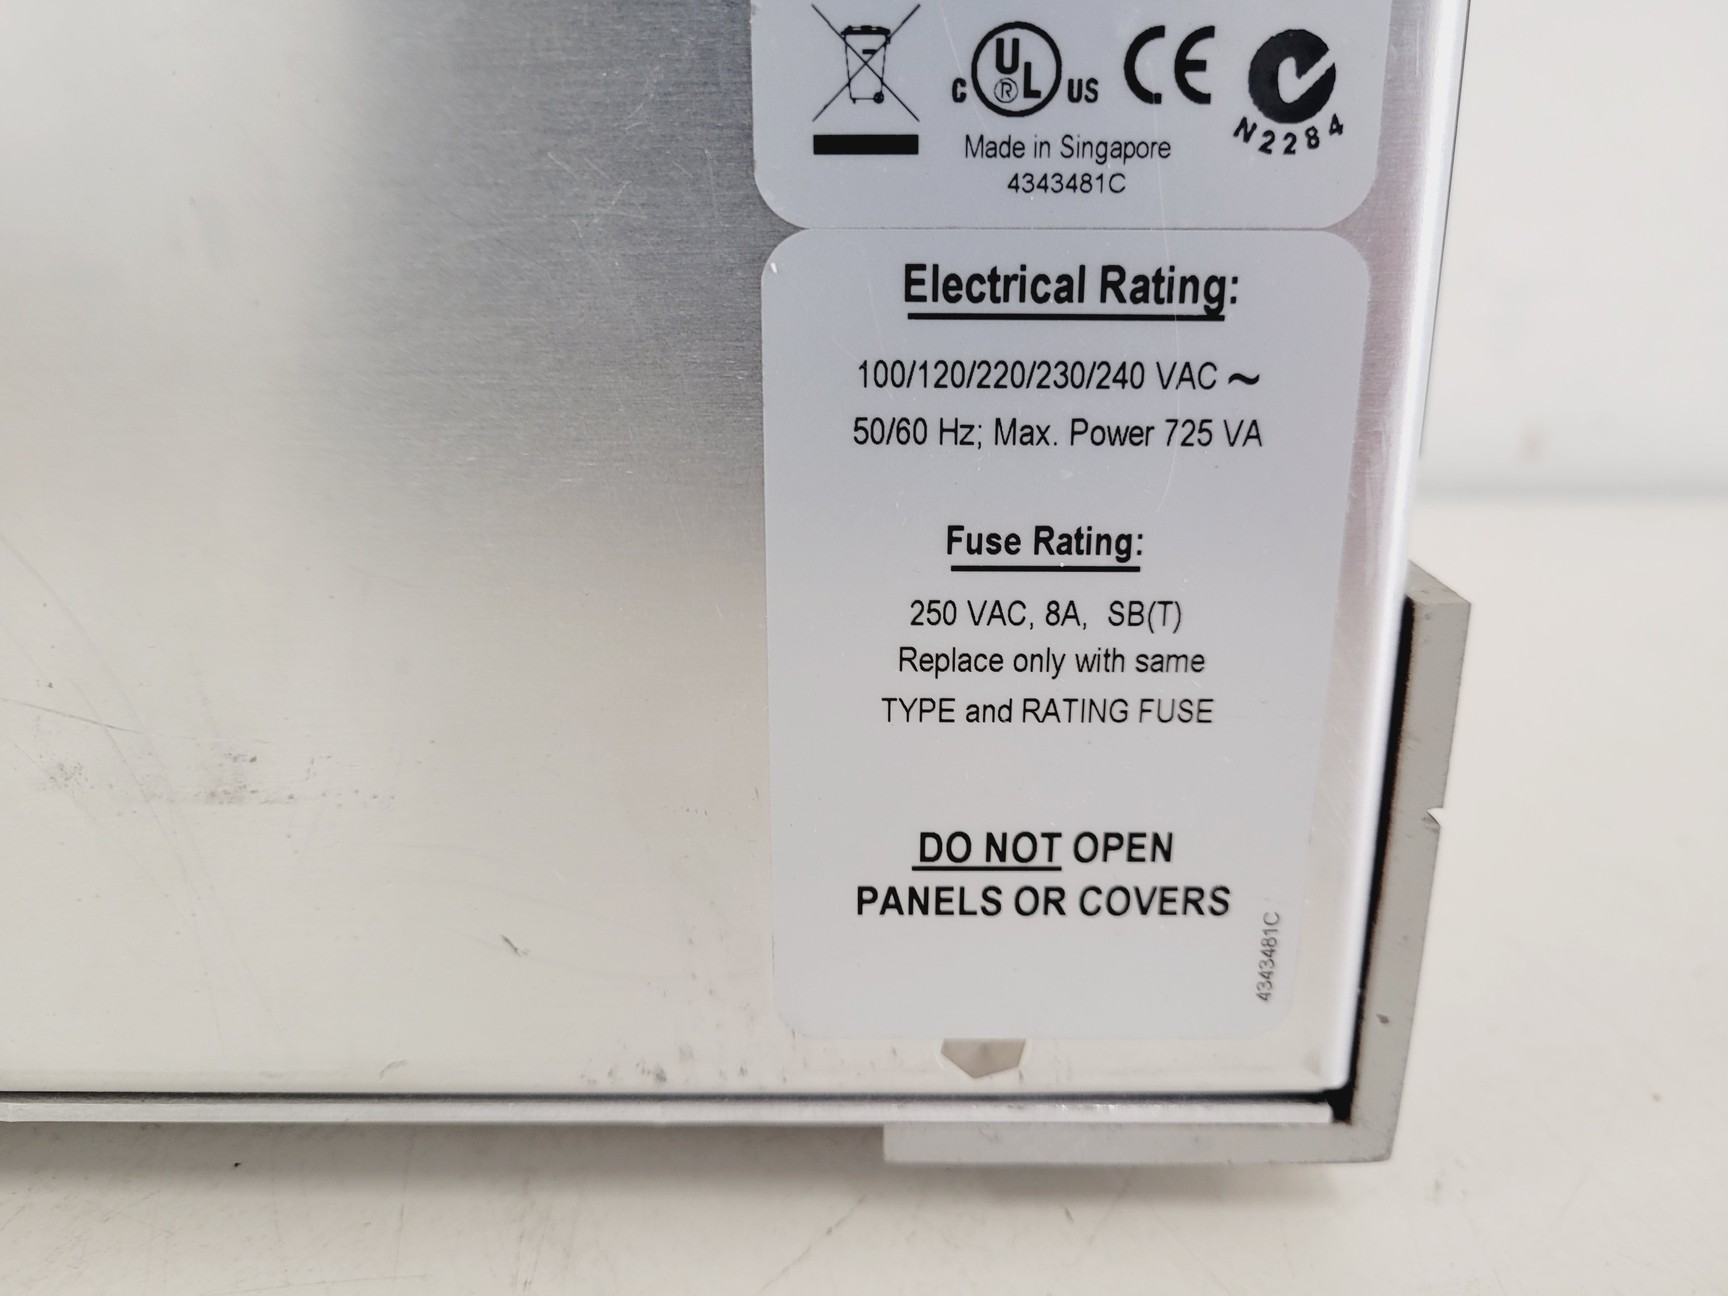 C UL ® US CE
N2284
Made in Singapore
4343481C
Electrical Rating:
100/120/220/230/240 VAC ~
50/60 Hz; Max. Power 725 VA
Fuse Rating:
250 VAC, 8A, SB(T)
Replace only with same
TYPE and RATING FUSE
DO NOT OPEN
PANELS OR COVERS
4343481C